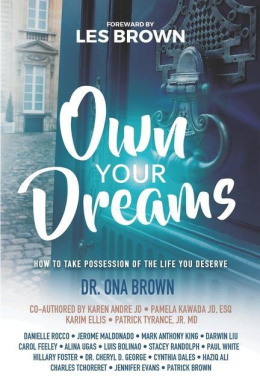 FOREWARD BY
LES BROWN
Own
YOUR
Dreams
HOW TO TAKE POSSESSION OF THE LIFE YOU DESERVE
DR. ONA BROWN
CO-AUTHORED BY KAREN ANDRE JD • PAMELA KAWADA JD, ESQ
KARIM ELLIS • PATRICK TYRANCE, JR. MD
DANIELLE ROCCO • JEROME MALDONADO • MARK ANTHONY KING • DARWIN LIU
CAROL FEELEY • ALINA UGAS • LUIS BOLINAO • STACEY RANDOLPH • PAUL WHITE
HILLARY FOSTER • DR. CHERYL D. GEORGE • CYNTHIA DALES • HAZIQ ALI
CHARLES TCHORERET • JENNIFER EVANS • PATRICK BROWN